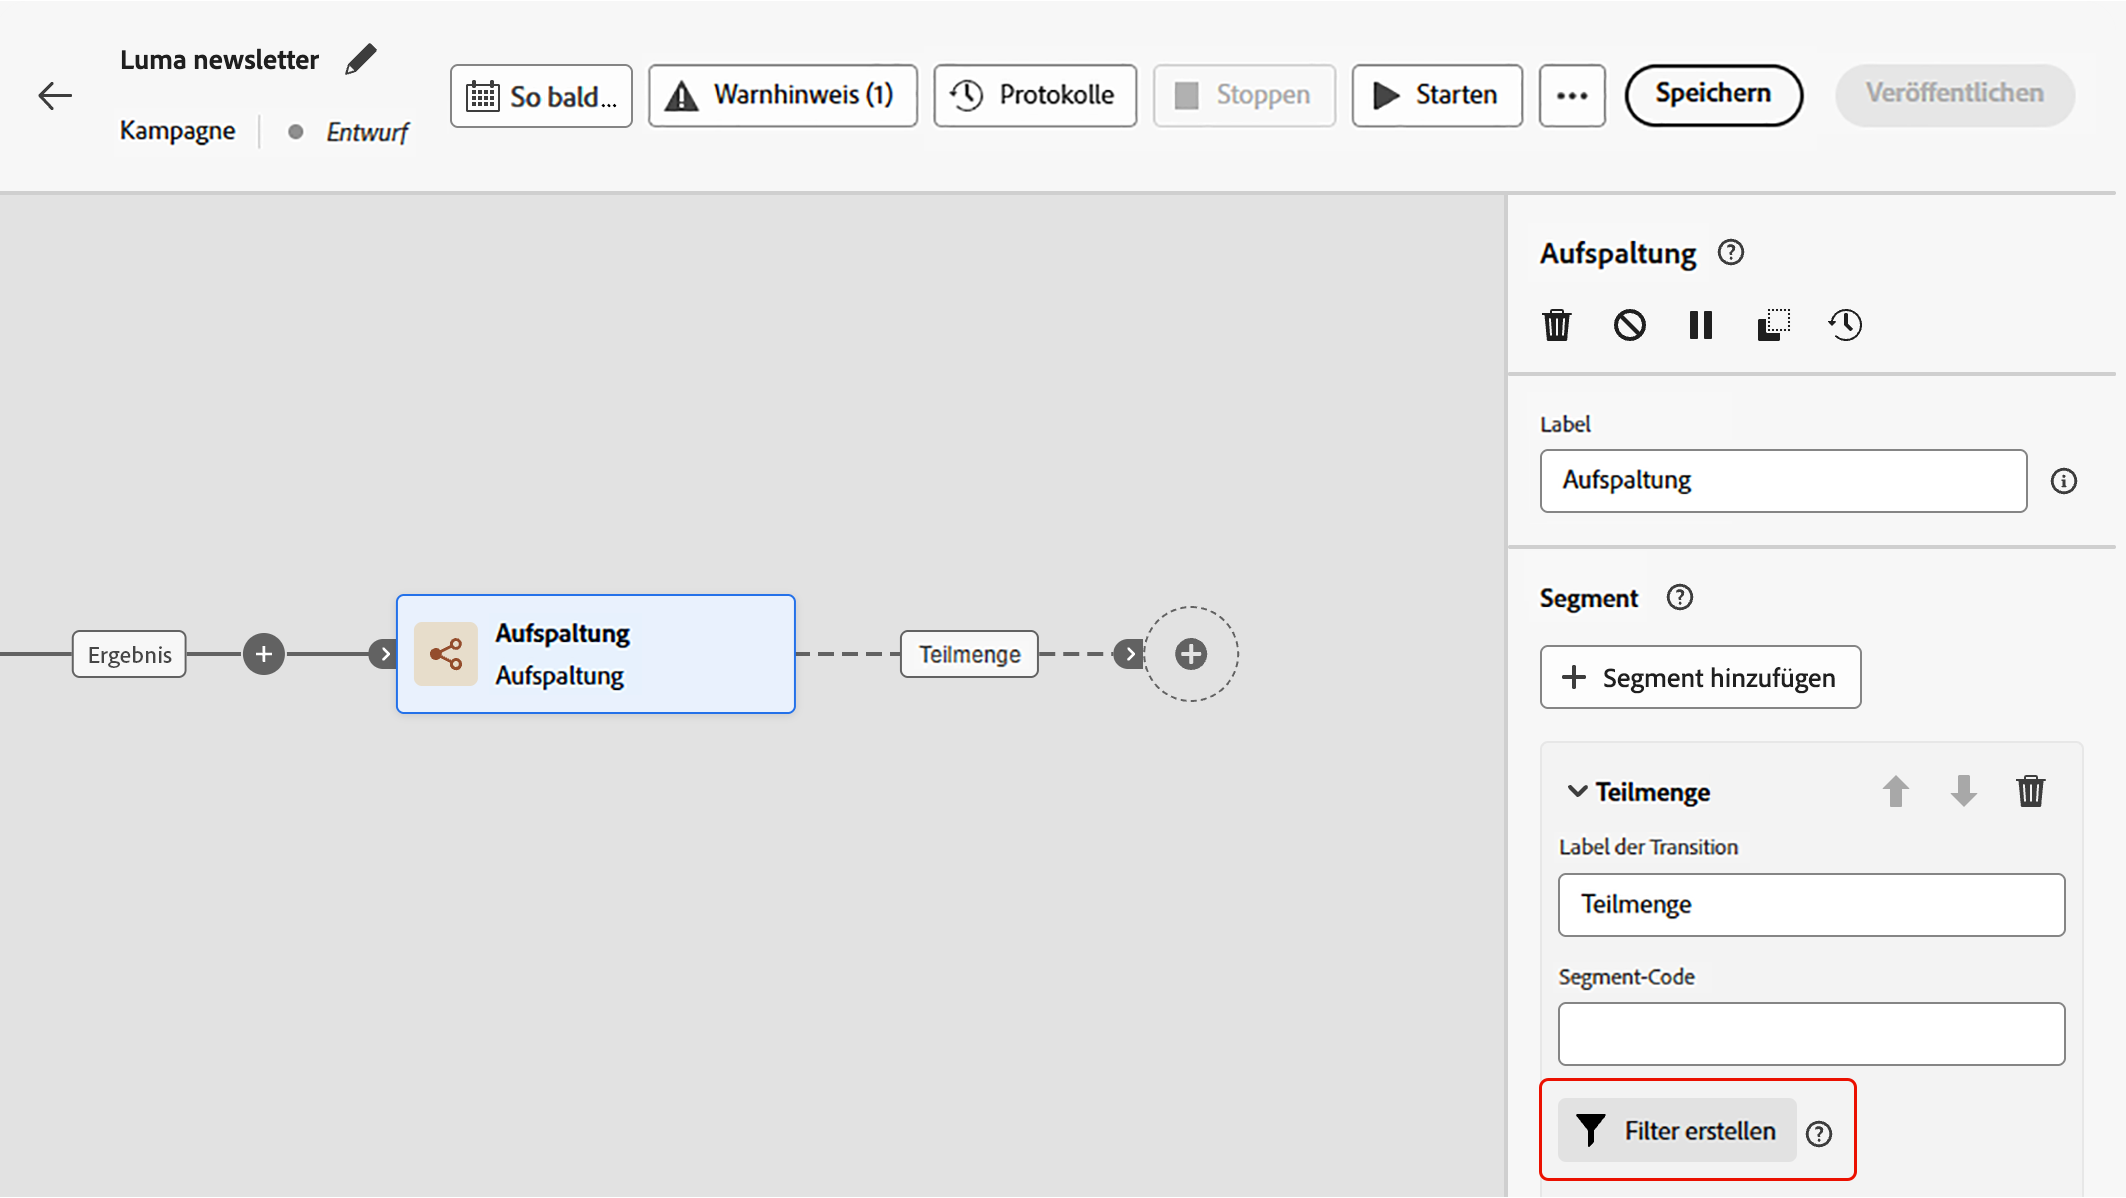 Luma newsletter
Kampagne
Entwurf
So bald...
Warnhinweis (1)
Protokolle
Stoppen
Starten
Speichern
Veröffentlichen
Ergebnis
Aufspaltung
Aufspaltung
Teilmenge
Aufspaltung
Label
Aufspaltung
Segment
Segment hinzufügen
Teilmenge
Label der Transition
Teilmenge
Segment-Code
Filter erstellen